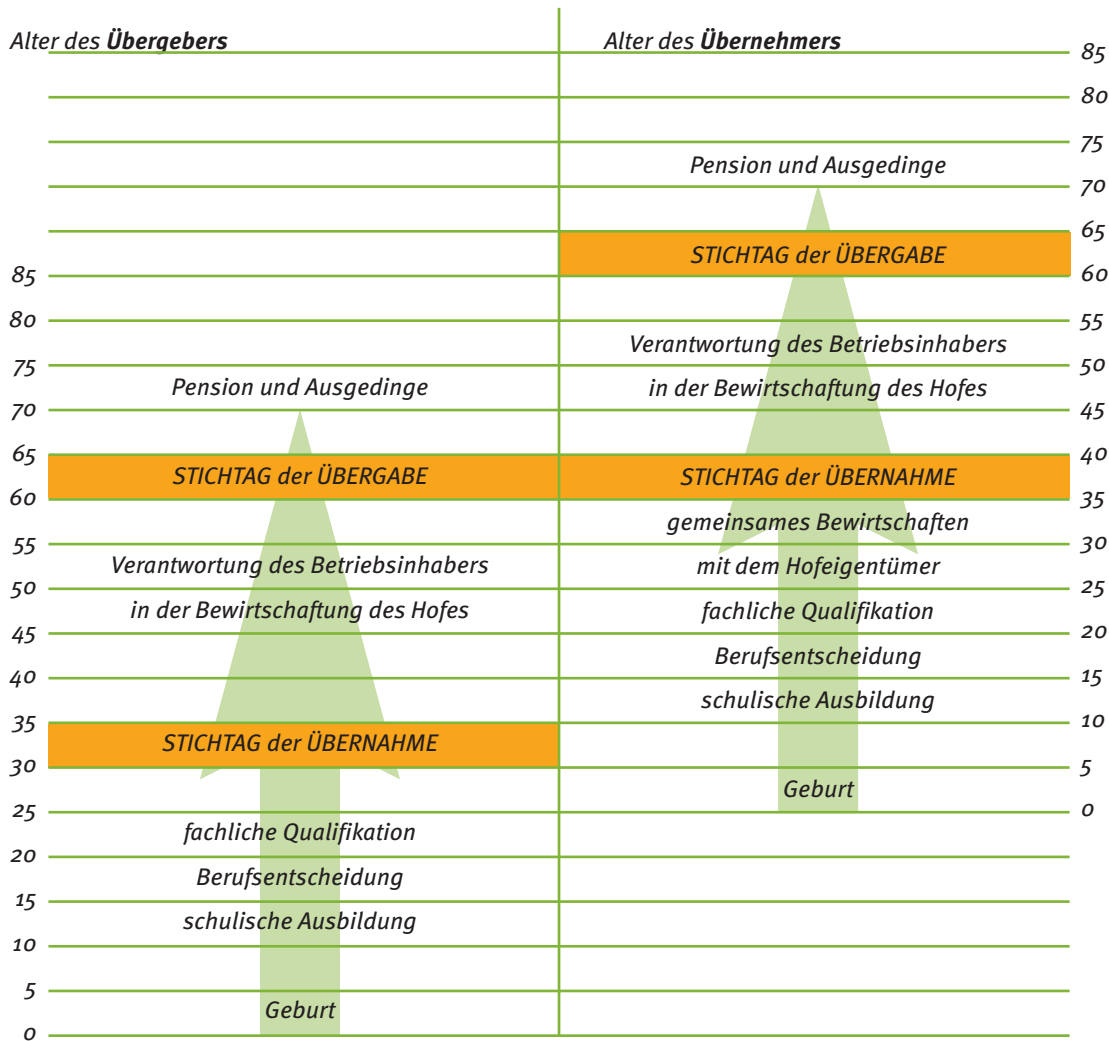 Alter des Übergebers
85
80
75
Pension und Ausgedinge
70
65
STICHTAG der ÜBERGABE
60
55
Verantwortung des Betriebsinhabers
50
in der Bewirtschaftung des Hofes
45
40
35
STICHTAG der ÜBERNAHME
30
25
fachliche Qualifikation
20
Berufsentscheidung
15
schulische Ausbildung
10
5
Geburt
0
Alter des Übernehmers
85
80
75
Pension und Ausgedinge
70
65
STICHTAG der ÜBERGABE
60
55
Verantwortung des Betriebsinhabers
50
in der Bewirtschaftung des Hofes
45
40
STICHTAG der ÜBERNAHME
35
gemeinsames Bewirtschaften
30
mit dem Hofeigentümer
25
fachliche Qualifikation
20
Berufsentscheidung
15
schulische Ausbildung
10
5
Geburt
0